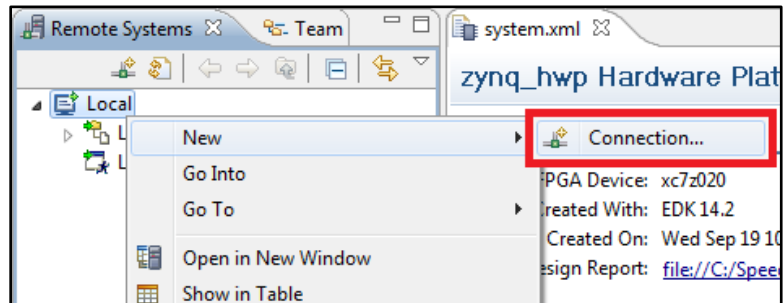 Remote Systems Team
system.xml
zynq_hwp Hardware Plat
Local
L
L
New
Connection...
Go Into
Go To
Open in New Window
Show in Table
FPGA Device: xc7z020
reated With: EDK 14.2
Created On: Wed Sep 19 10
esign Report: file://C:/Spee